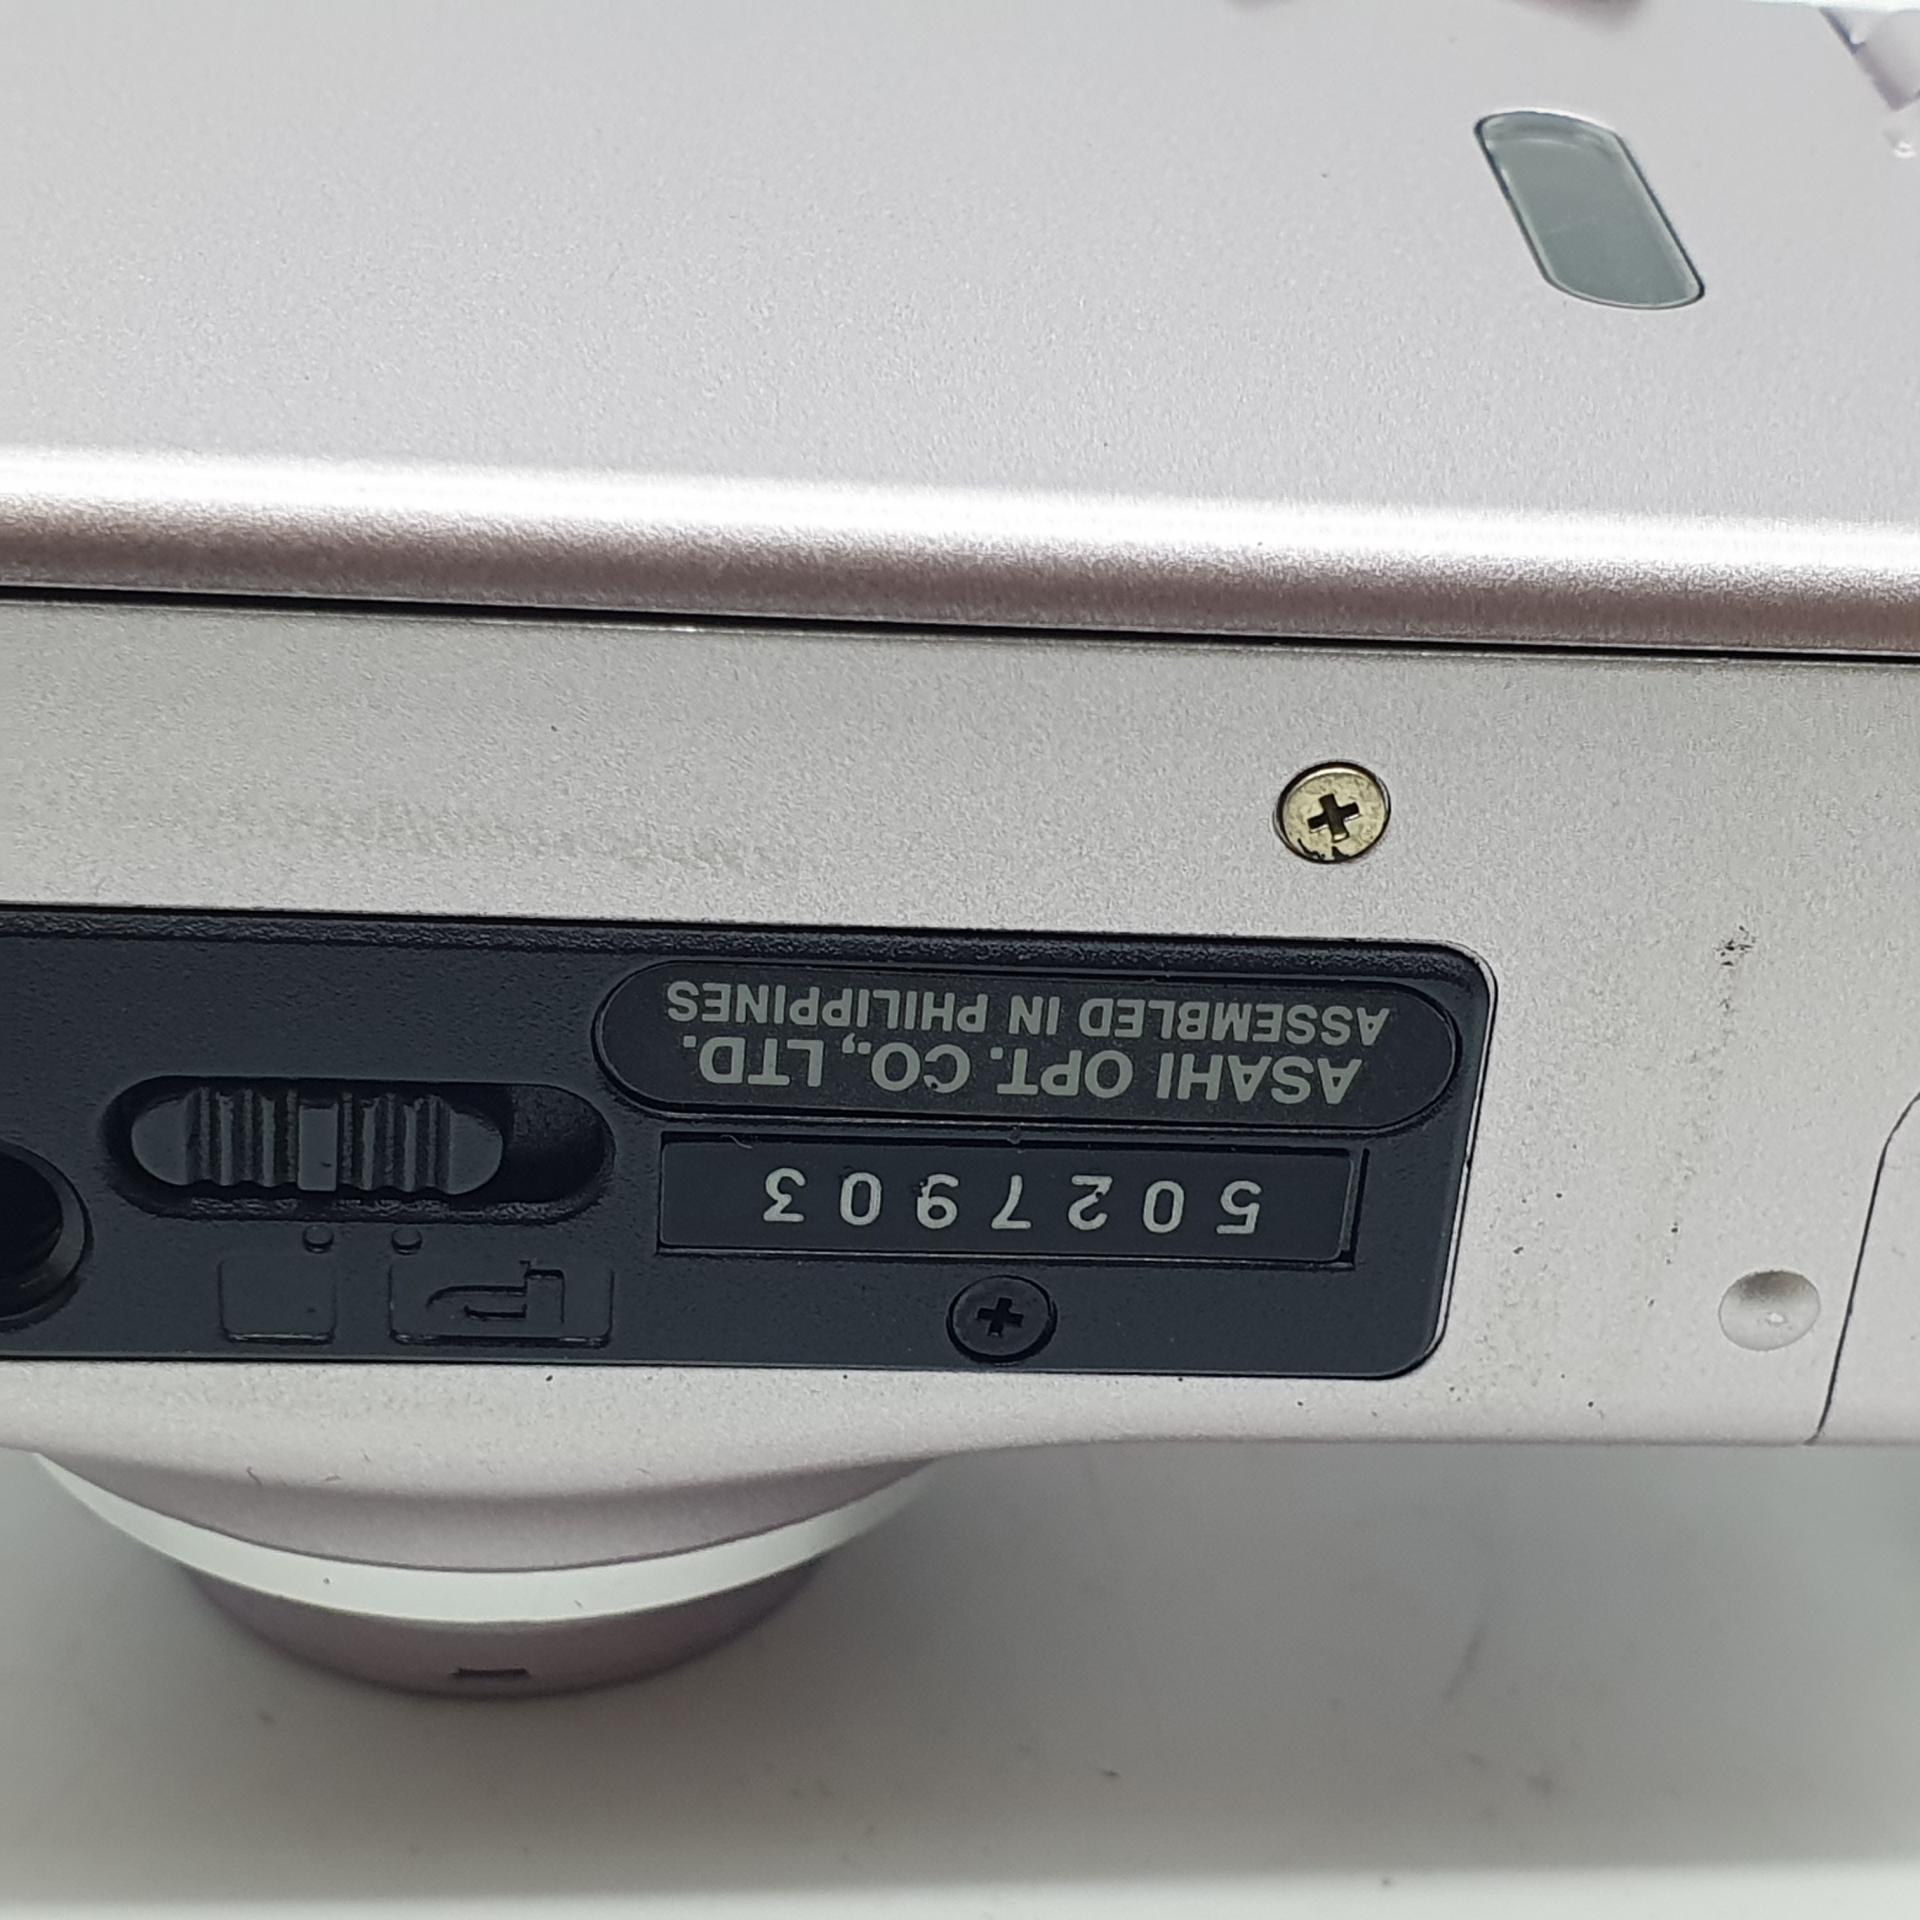 5027903
ASAHI OPT. CO., LTD.
ASSEMBLED IN PHILIPPINES